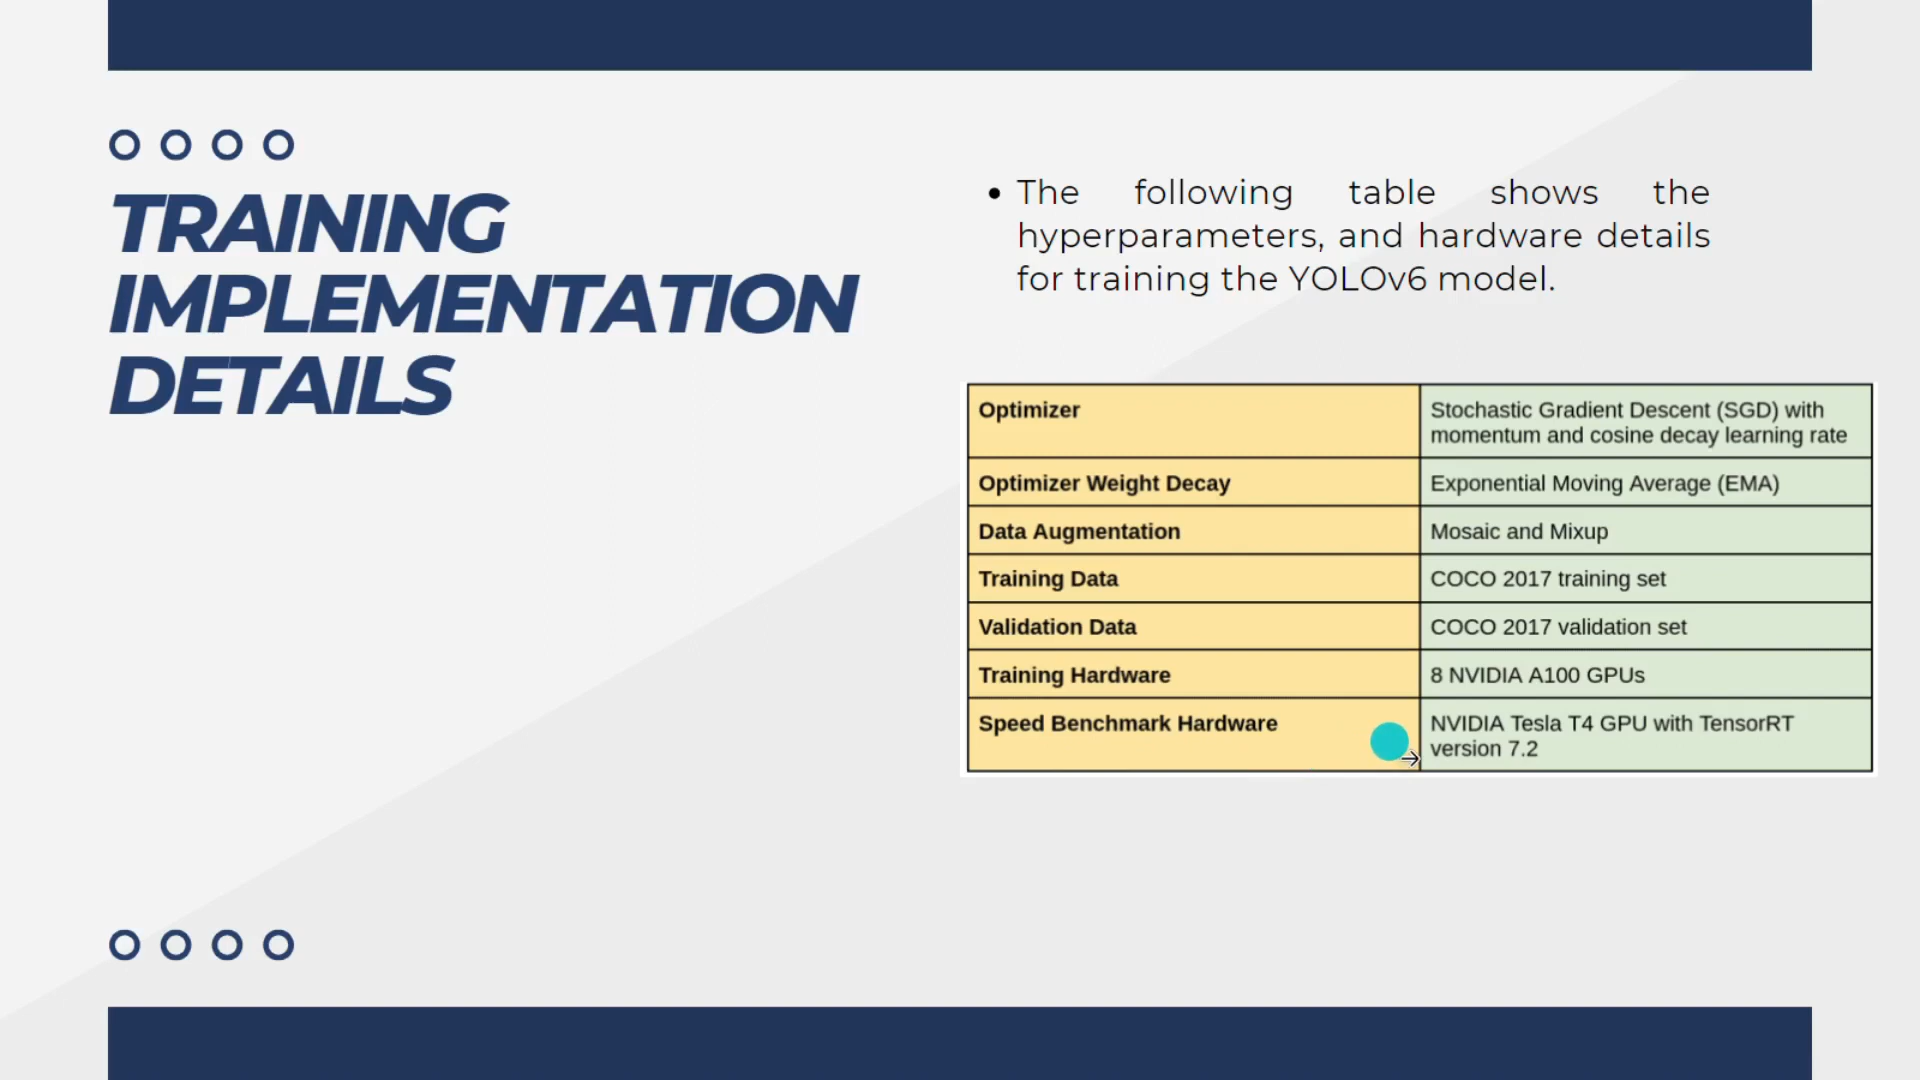 TRAINING
IMPLEMENTATION
DETAILS
• The following table shows the
hyperparameters, and hardware details
for training the YOLOv6 model.
Optimizer
Stochastic Gradient Descent (SGD) with
momentum and cosine decay learning rate
Optimizer Weight Decay
Exponential Moving Average (EMA)
Data Augmentation
Mosaic and Mixup
Training Data
COCO 2017 training set
Validation Data
COCO 2017 validation set
Training Hardware
8 NVIDIA A100 GPUs
Speed Benchmark Hardware
NVIDIA Tesla T4 GPU with TensorRT
version 7.2